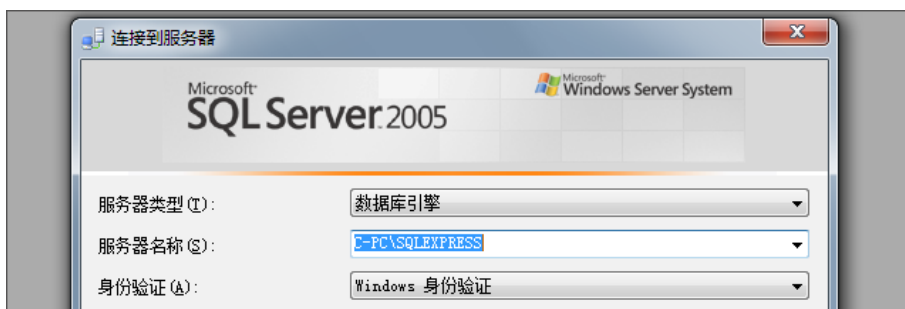 连接到服务器
Microsoft
SQL Server 2005
Microsoft
Windows Server System
服务器类型(T):
数据库引擎
服务器名称(S):
C-PC\SQLEXPRESS
身份验证(A):
Windows 身份验证